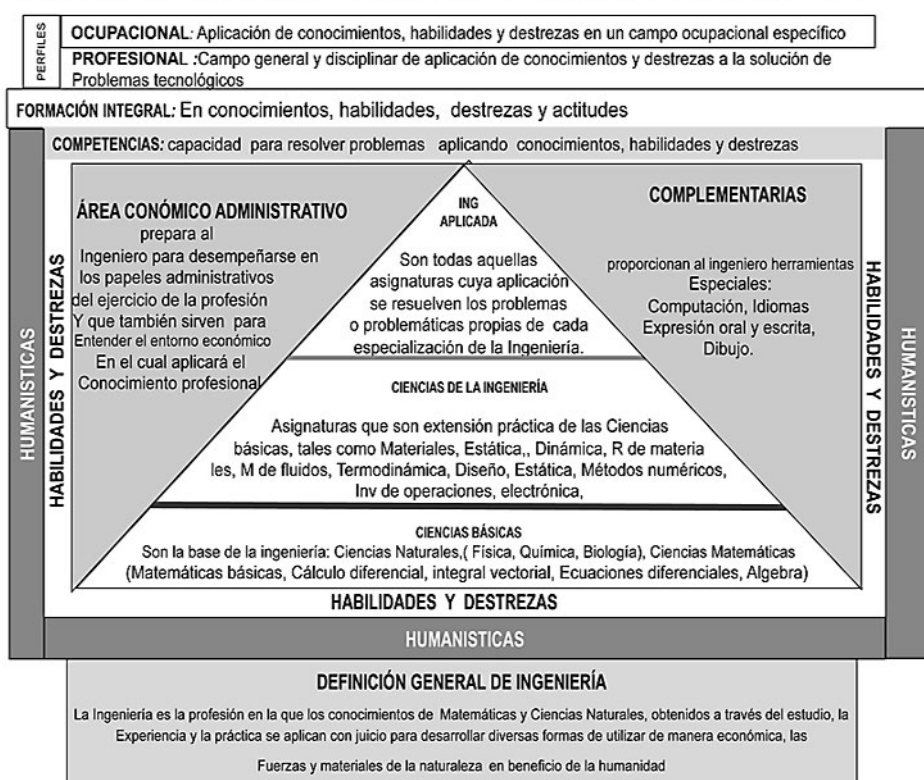 PERFILES
OCUPACIONAL: Aplicación de conocimientos, habilidades y destrezas en un campo ocupacional específico
PROFESIONAL :Campo general y disciplinar de aplicación de conocimientos y destrezas a la solución de
Problemas tecnológicos
FORMACIÓN INTEGRAL: En conocimientos, habilidades, destrezas y actitudes
COMPETENCIAS: capacidad para resolver problemas aplicando conocimientos, habilidades y destrezas
HUMANISTICAS
HABILIDADES Y DESTREZAS
ÁREA CONÓMICO ADMINISTRATIVO
prepara al
Ingeniero para desempeñarse en
los papeles administrativos
del ejercicio de la profesión
Y que también sirven para
Entender el entorno económico
En el cual aplicará el
Conocimiento profesional
ING
APLICADA
Son todas aquellas
asignaturas cuya aplicación
se resuelven los problemas
o problemáticas propias de cada
especialización de la Ingeniería.
COMPLEMENTARIAS
proporcionan al ingeniero herramientas
Especiales:
Computación, Idiomas
Expresión oral y escrita,
Dibujo.
HABILIDADES Y DESTREZAS
HUMANISTICAS
CIENCIAS DE LA INGENIERÍA
Asignaturas que son extensión práctica de las Ciencias
básicas, tales como Materiales, Estática,, Dinámica, R de materia
les, M de fluidos, Termodinámica, Diseño, Estática, Métodos numéricos,
Inv de operaciones, electrónica,
CIENCIAS BÁSICAS
Son la base de la ingeniería: Ciencias Naturales,( Física, Química, Biología), Ciencias Matemáticas
(Matemáticas básicas, Cálculo diferencial, integral vectorial, Ecuaciones diferenciales, Algebra)
HABILIDADES Y DESTREZAS
HUMANISTICAS
DEFINICIÓN GENERAL DE INGENIERÍA
La Ingeniería es la profesión en la que los conocimientos de Matemáticas y Ciencias Naturales, obtenidos a través del estudio, la
Experiencia y la práctica se aplican con juicio para desarrollar diversas formas de utilizar de manera económica, las
Fuerzas y materiales de la naturaleza en beneficio de la humanidad